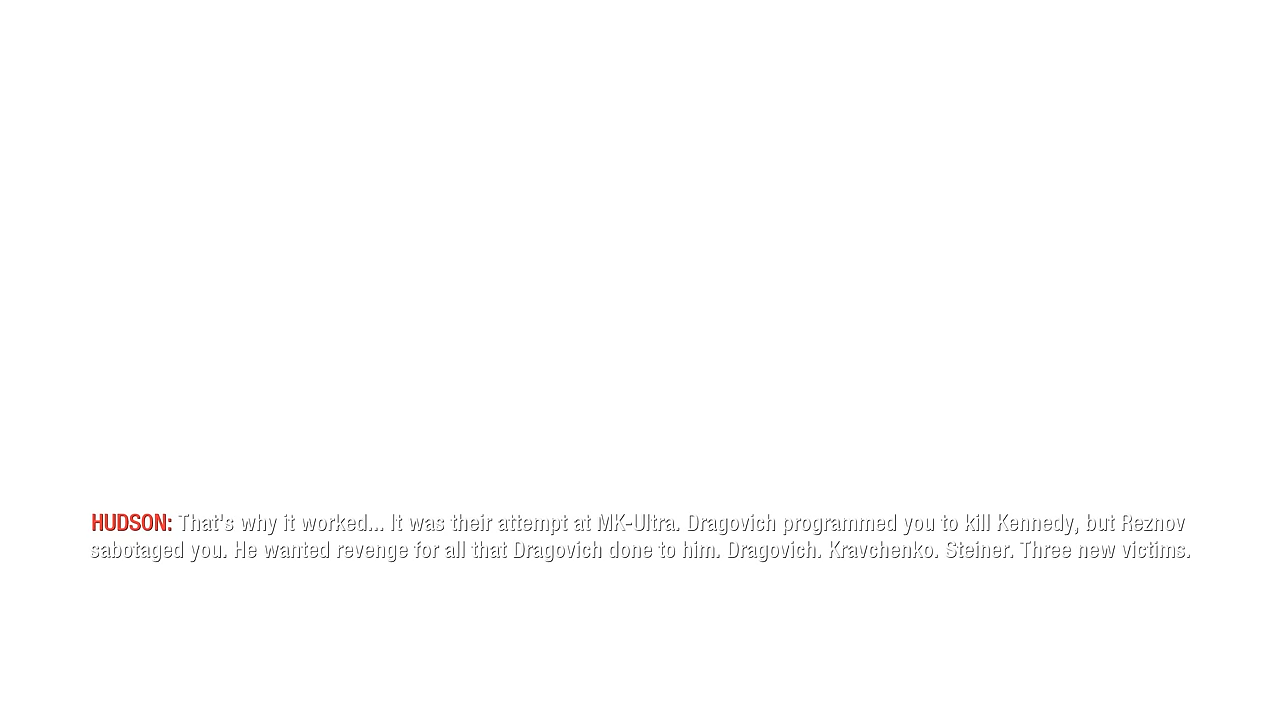 HUDSON: That's why it worked... It was their attempt at MK-Ultra. Dragovich programmed you to kill Kennedy, but Reznov
sabotaged you. He wanted revenge for all that Dragovich done to him. Dragovich. Kravchenko. Steiner. Three new victims.